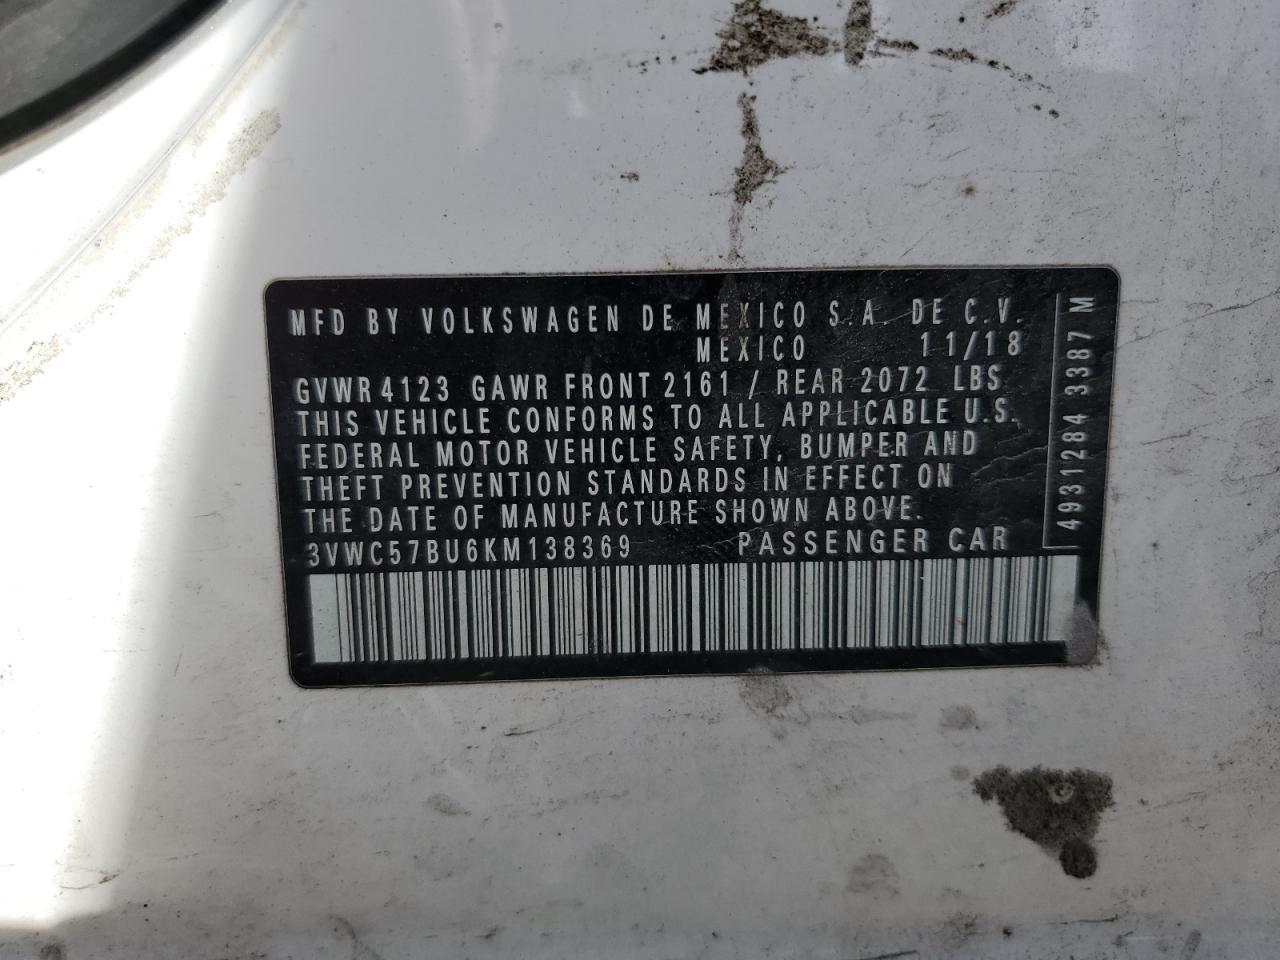 MFD BY VOLKSWAGEN DE MEXICO S.A. DE C.V.
MEXICO 11/18
GVWR 4123 GAWR FRONT 2161 / REAR 2072 LBS
THIS VEHICLE CONFORMS TO ALL APPLICABLE U.S.
FEDERAL MOTOR VEHICLE SAFETY, BUMPER AND
THEFT PREVENTION STANDARDS IN EFFECT ON
THE DATE OF MANUFACTURE SHOWN ABOVE.
3VWC57BU6KM138369 PASSENGER CAR
4931284 3387 M